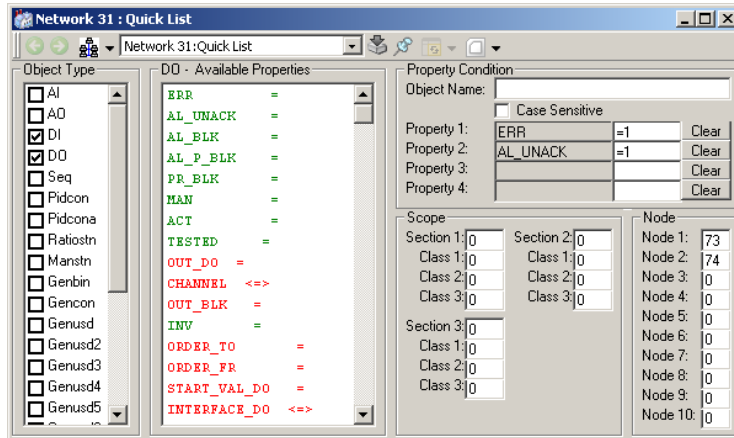 Network 31 : Quick List
Network 31:Quick List
Object Type
AI
AO
DI
DO
Seq
Pidcon
Pidcona
Ratiostn
Manstn
Genbin
Gencon
Genusd
Genusd2
Genusd3
Genusd4
Genusd5
DO - Available Properties
ERR =
AL_UNACK =
AL_BLK =
AL_P_BLK =
PR_BLK =
MAN =
ACT =
TESTED =
OUT_DO =
CHANNEL <=>
OUT_BLK =
INV =
ORDER_TO =
ORDER_FR =
START_VAL_DO =
INTERFACE_DO <=>
Property Condition
Object Name:
Case Sensitive
Property 1: ERR =1 Clear
Property 2: AL_UNACK =1 Clear
Property 3: Clear
Property 4: Clear
Scope
Section 1: 0 Section 2: 0
Class 1: 0 Class 1: 0
Class 2: 0 Class 2: 0
Class 3: 0 Class 3: 0
Section 3: 0
Class 1: 0
Class 2: 0
Class 3: 0
Node
Node 1: 73
Node 2: 74
Node 3: 0
Node 4: 0
Node 5: 0
Node 6: 0
Node 7: 0
Node 8: 0
Node 9: 0
Node 10: 0